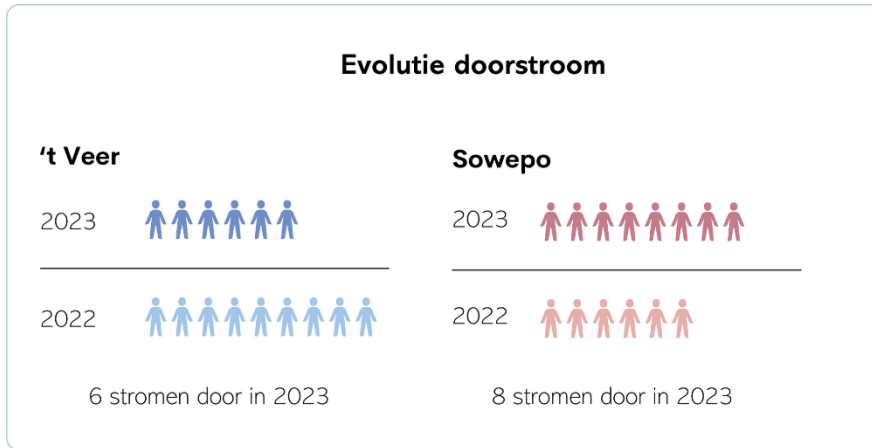 Evolutie doorstroom
‘t Veer
2023
2022
6 stromen door in 2023
Sowepo
2023
2022
8 stromen door in 2023